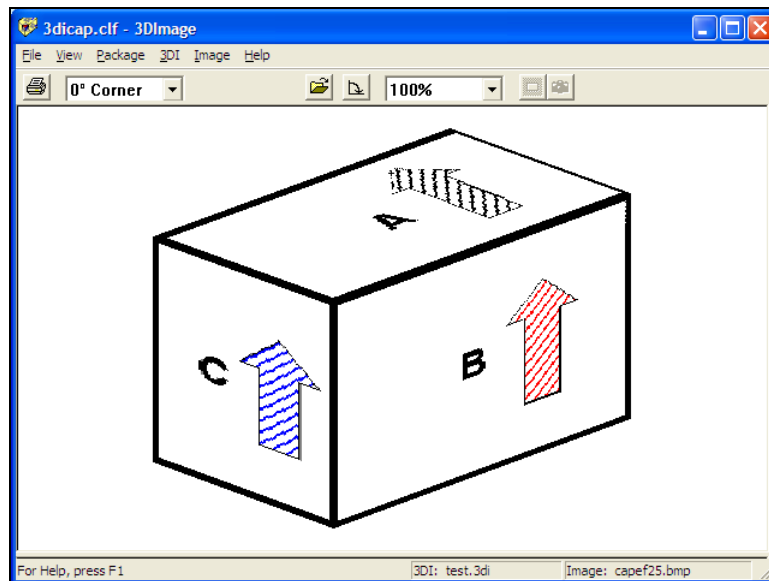 3dicap.clf - 3DImage
File View Package 3DI Image Help
0° Corner 100%
A
B
C
For Help, press F1 3DI: test.3di Image: capef25.bmp